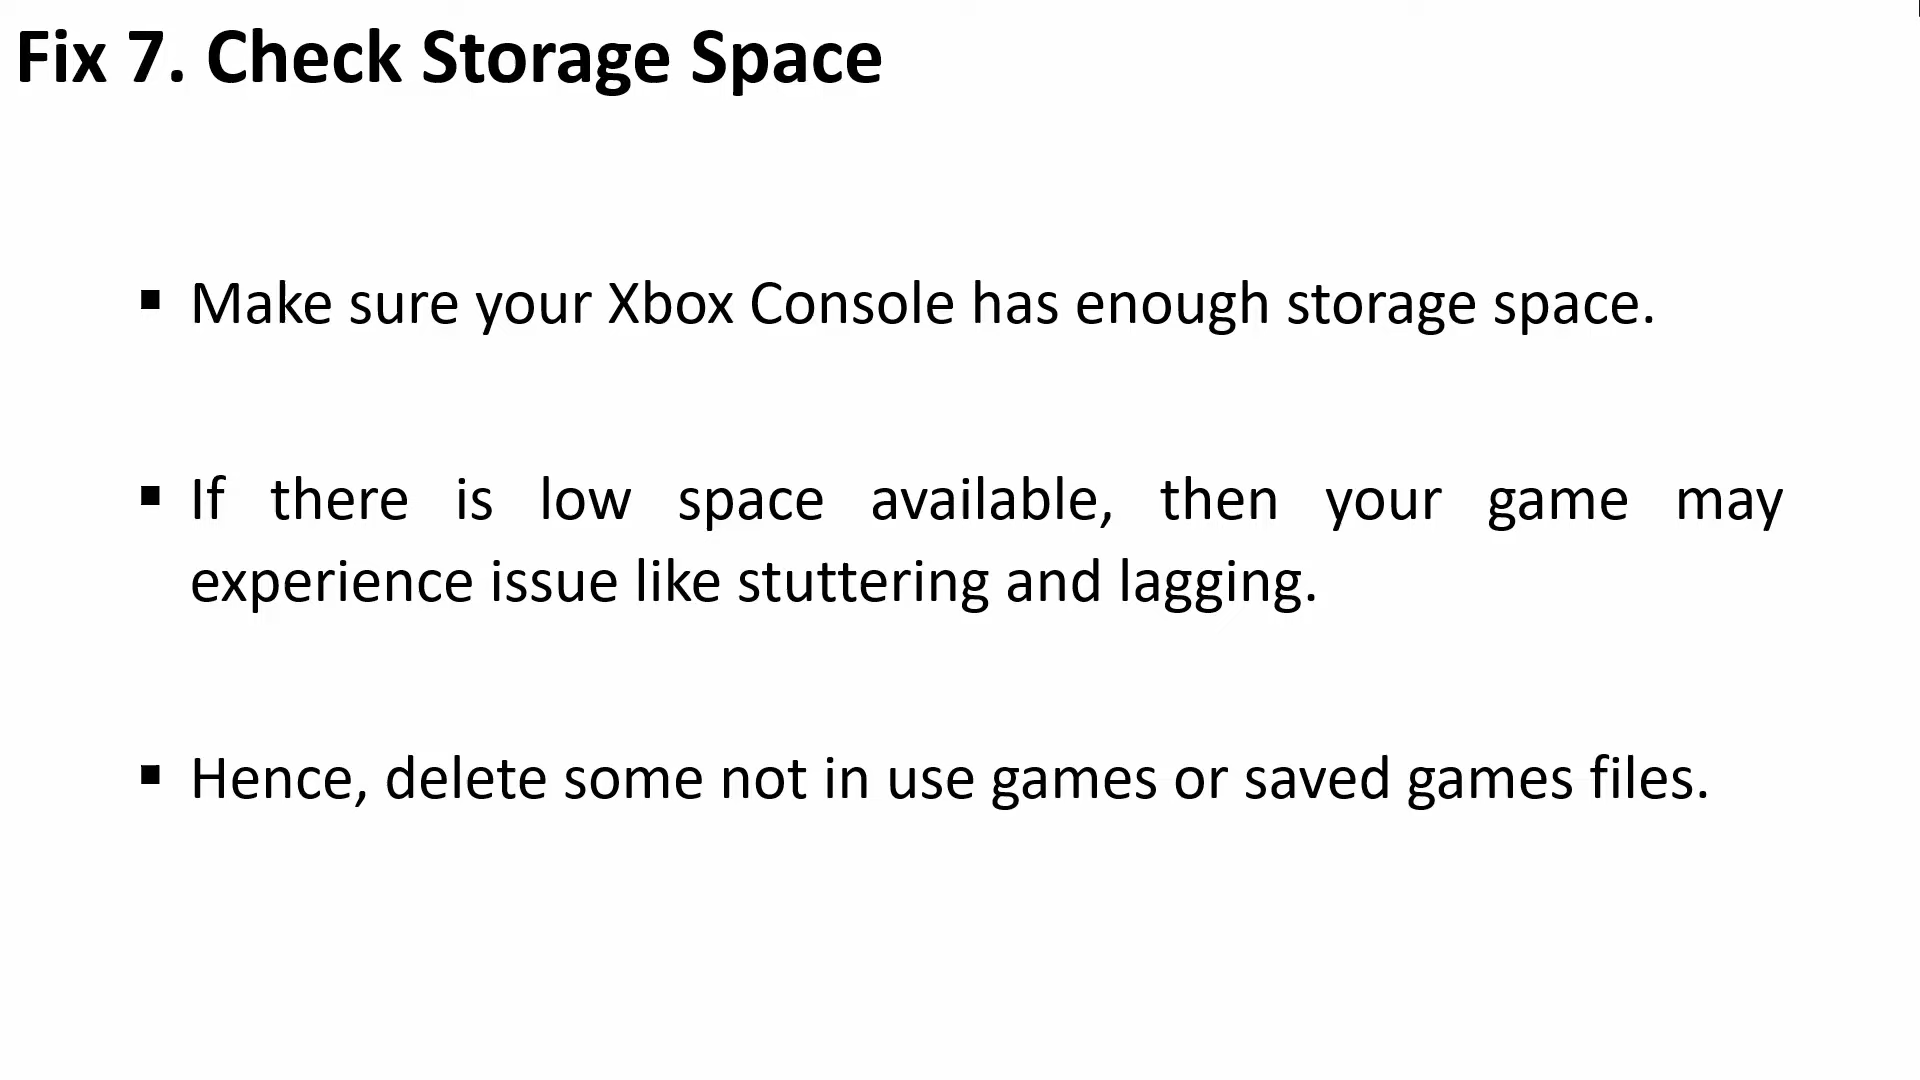 Fix 7. Check Storage Space
▪ Make sure your Xbox Console has enough storage space.
▪ If there is low space available, then your game may
experience issue like stuttering and lagging.
▪ Hence, delete some not in use games or saved games files.